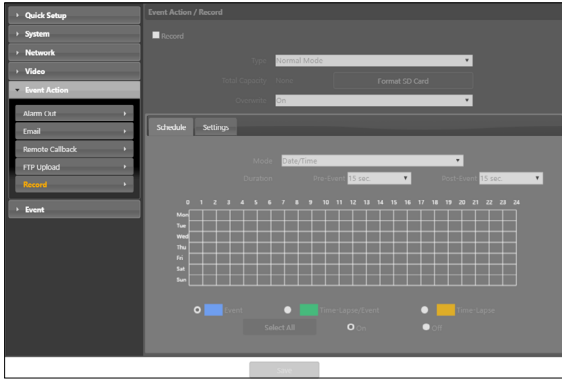 Quick Setup
System
Network
Video
Event Action
Alarm Out
Email
Remote Callback
FTP Upload
Record
Event
Event Action / Record
Record
Type Normal Mode
Total Capacity None Format SD Card
Overwrite On
Schedule Settings
Mode Date/Time
Duration Pre-Event 15 sec. Post-Event 15 sec.
0 1 2 3 4 5 6 7 8 9 10 11 12 13 14 15 16 17 18 19 20 21 22 23 24
Mon
Tue
Wed
Thu
Fri
Sat
Sun
Event Time-Lapse/Event Time-Lapse
Select All On Off
Save